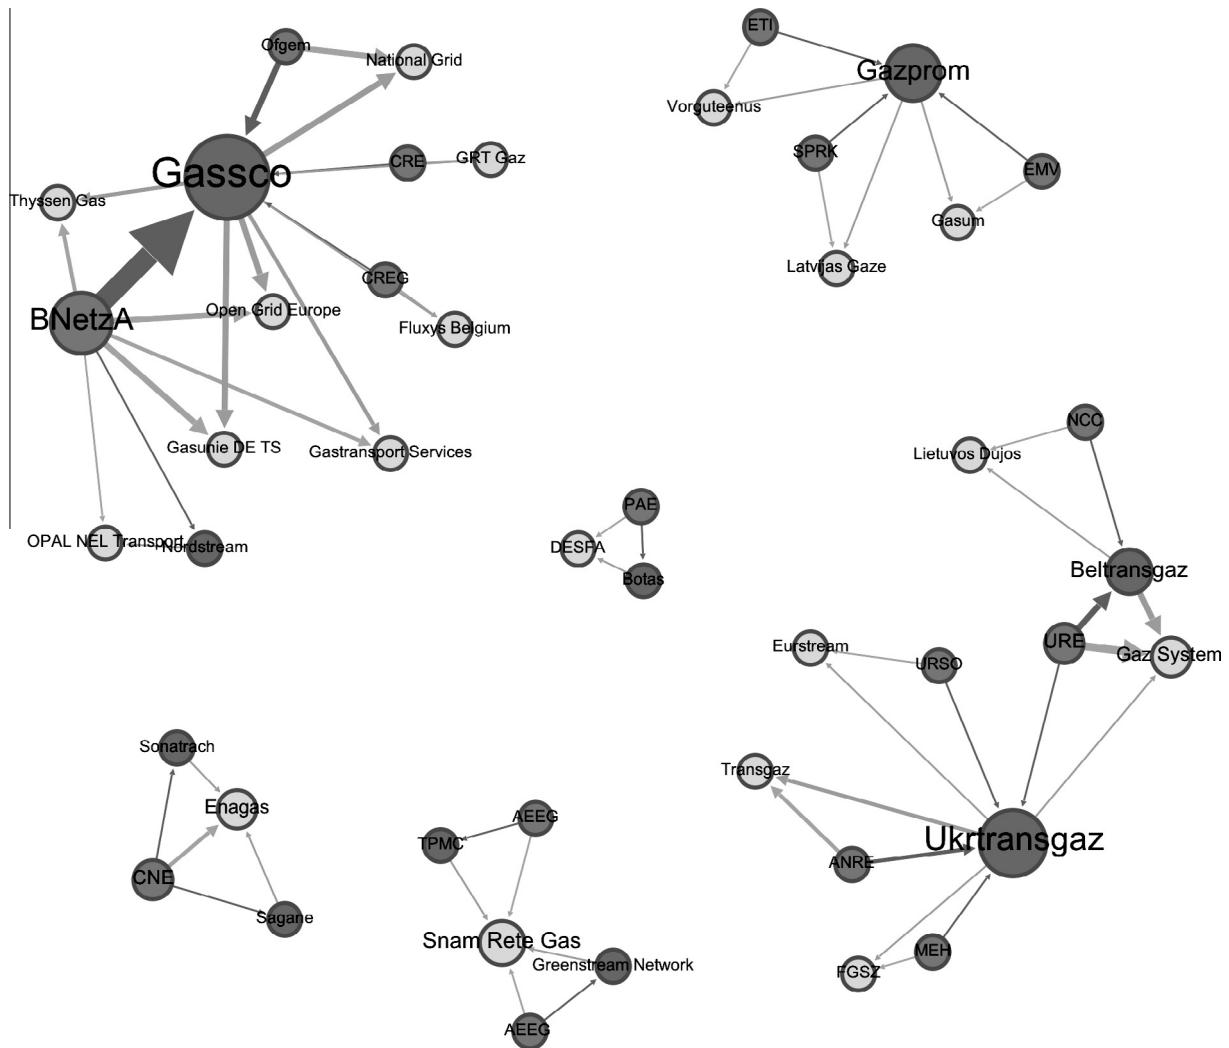 Ofgem
National Grid
Gassco
CRE
GRT Gaz
Thyssen Gas
CREG
BNetzA
Open Grid Europe
Fluxys Belgium
Gasunie DE TS
Gastransport Services
OPAL NEL Transport
Nordstream
ETI
Gazprom
Vorguteenus
SPRK
EMV
Gasum
Latvijas Gaze
PAE
DESFA
Botas
NCC
Lietuvos Dujos
Beltransgaz
URE
Gaz System
Eurstream
URSO
Transgaz
Ukrtransgaz
ANRE
MEH
FGSZ
Sonatrach
Enagas
CNE
Sagane
AEEG
TPMC
Snam Rete Gas
Greenstream Network
AEEG